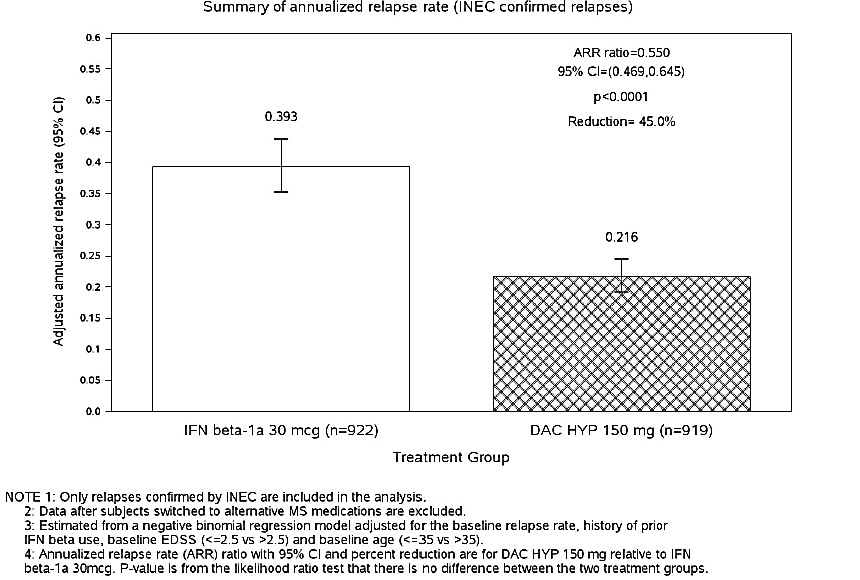 Summary of annualized relapse rate (INEC confirmed relapses)
ARR ratio=0.550
95% CI=(0.469,0.645)
p<0.0001
Reduction= 45.0%
Adjusted annualized relapse rate (95% CI)
0.6
0.55
0.5
0.45
0.4
0.35
0.3
0.25
0.2
0.15
0.1
0.05
0.0
0.393
0.216
IFN beta-1a 30 mcg (n=922)
DAC HYP 150 mg (n=919)
Treatment Group
NOTE 1: Only relapses confirmed by INEC are included in the analysis.
2: Data after subjects switched to alternative MS medications are excluded.
3: Estimated from a negative binomial regression model adjusted for the baseline relapse rate, history of prior
IFN beta use, baseline EDSS (<=2.5 vs >2.5) and baseline age (<=35 vs >35).
4: Annualized relapse rate (ARR) ratio with 95% CI and percent reduction are for DAC HYP 150 mg relative to IFN
beta-1a 30mcg. P-value is from the likelihood ratio test that there is no difference between the two treatment groups.